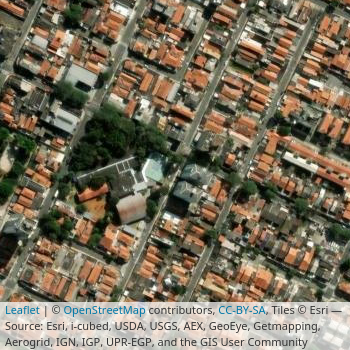 Leaflet | © OpenStreetMap contributors, CC-BY-SA, Tiles © Esri —
Source: Esri, i-cubed, USDA, USGS, AEX, GeoEye, Getmapping,
Aerogrid, IGN, IGP, UPR-EGP, and the GIS User Community